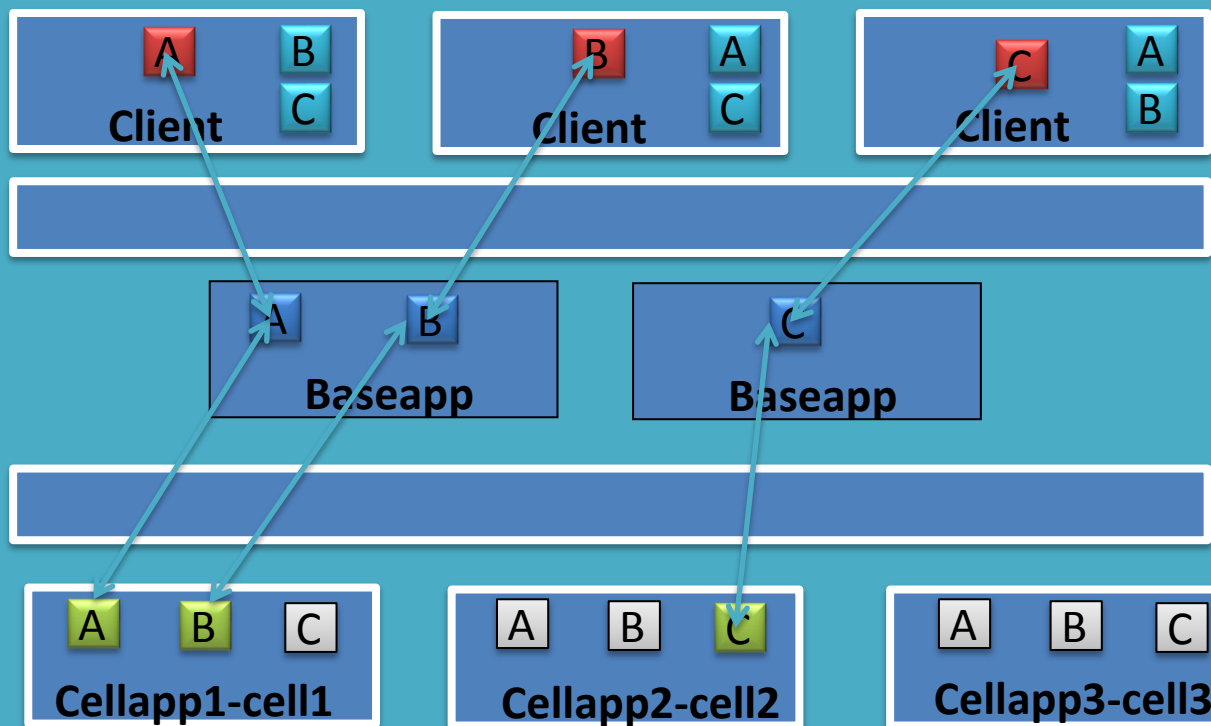 A B
C
Client
B A
C
Client
C A
B
Client
A B
Baseapp
C
Baseapp
A B C
Cellapp1-cell1
A B C
Cellapp2-cell2
A B C
Cellapp3-cell3